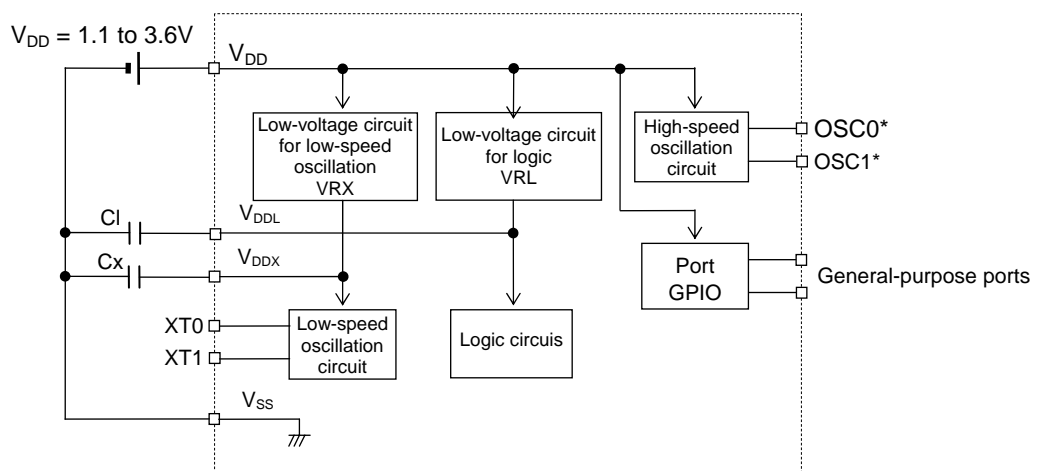 V_DD = 1.1 to 3.6V
V_DD
Low-voltage circuit
for low-speed
oscillation
VRX
Low-voltage circuit
for logic
VRL
High-speed
oscillation
circuit
OSC0*
OSC1*
Cl
V_DDL
Cx
V_DDX
Port
GPIO
General-purpose ports
XT0
XT1
Low-speed
oscillation
circuit
Logic circuis
V_SS